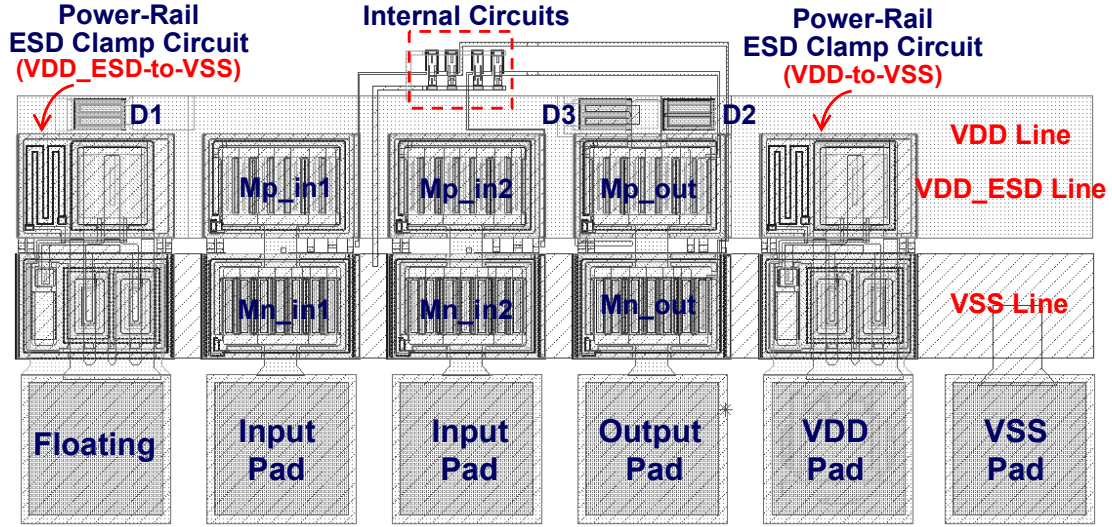 Power-Rail
ESD Clamp Circuit
(VDD_ESD-to-VSS)
Internal Circuits
Power-Rail
ESD Clamp Circuit
(VDD-to-VSS)
D1
D3
D2
VDD Line
Mp_in1
Mp_in2
Mp_out
VDD_ESD Line
Mn_in1
Mn_in2
Mn_out
VSS Line
Floating
Input
Pad
Input
Pad
Output
Pad
VDD
Pad
VSS
Pad